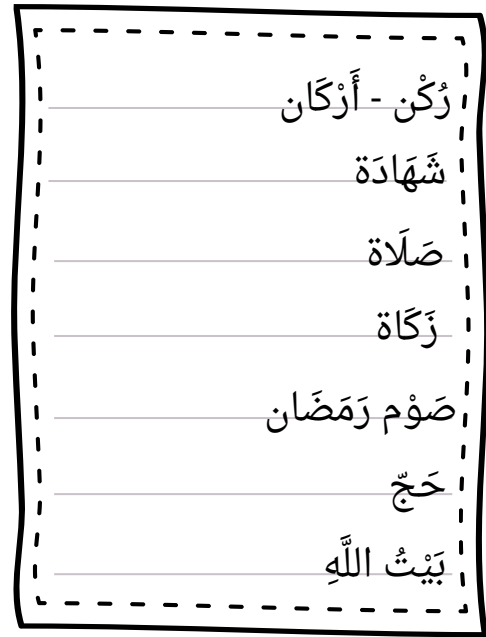 رُكْن - أَرْكَان
شَهَادَة
صَلَاة
زَكَاة
صَوْم رَمَضَان
حَجّ
بَيْتُ اللَّهِ